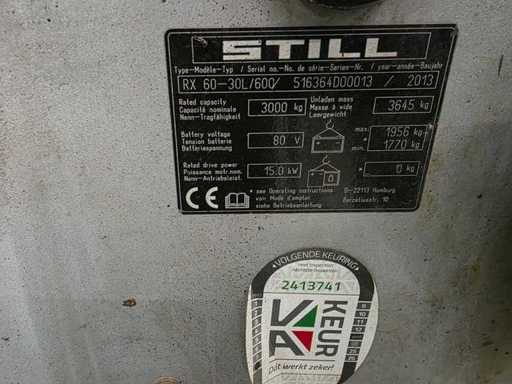 STILL
Type-Modèle-Typ / Serial no.-No. de série-Serien-Nr. / year-année-Baujahr
RX 60-30L/600/ 516364D00013 / 2013
Rated capacity
Capacité nominale
Nenn-Tragfähigkeit
3000 kg
Unladen mass
Masse à vide
Leergewicht
3645 kg
Battery voltage
Tension batterie
Batteriespannung
80 V
max. 1956 kg
min. 1770 kg
Rated drive power
Puissance motr.nom.
Nenn-Antriebsleist.
15.0 kW
* 0 kg
CE
* see Operating instructions
voir Mode d'emploi
siehe Betriebsanleitung
D-22113 Hamburg
Berzeliusstr. 10
VOLGENDE KEURING
2413741
KEUR
VA
Dit werkt zeker!